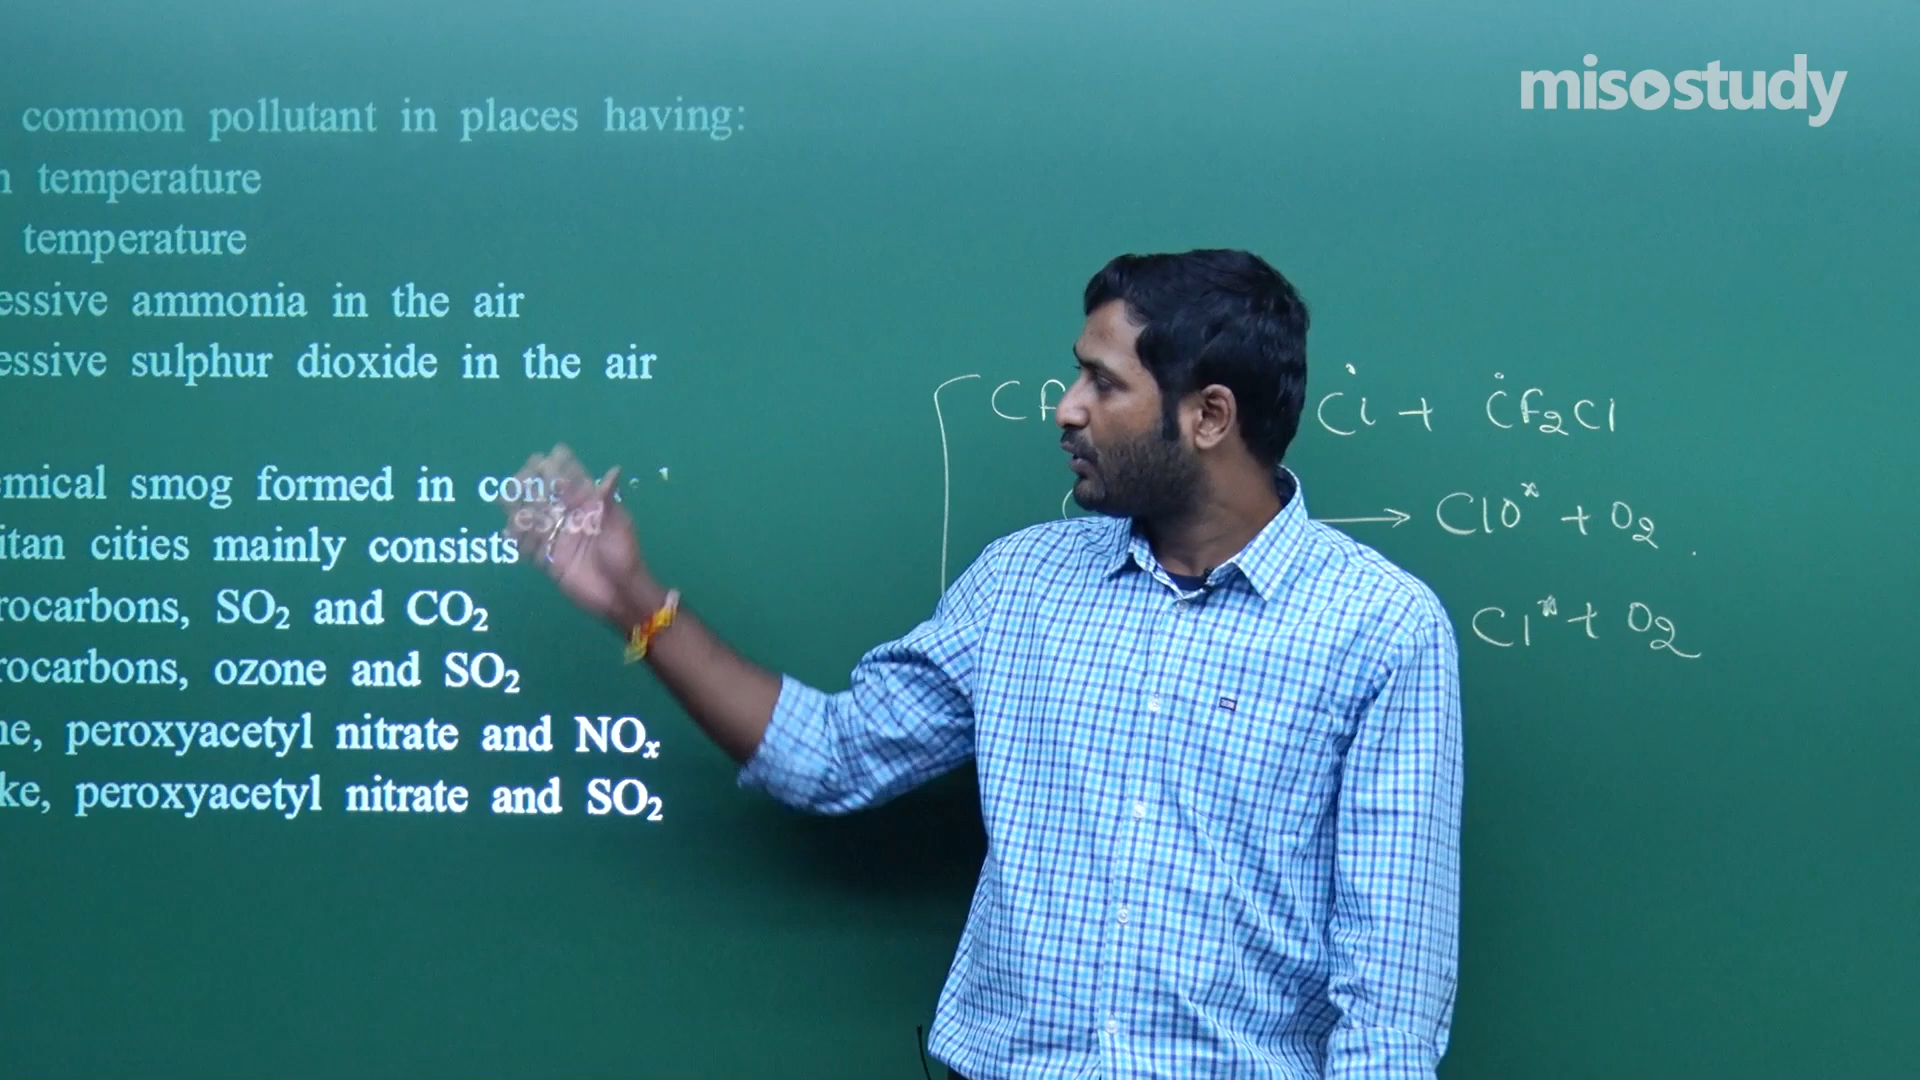 misostudy
common pollutant in places having:
temperature
temperature
essive ammonia in the air
essive sulphur dioxide in the air
emical smog formed in
itan cities mainly consists
rocarbons, SO₂ and CO₂
rocarbons, ozone and SO₂
ne, peroxyacetyl nitrate and NOₓ
ke, peroxyacetyl nitrate and SO₂
Ċl + ĊF₂Cl
→ ClO* + O₂
Cl* + O₂